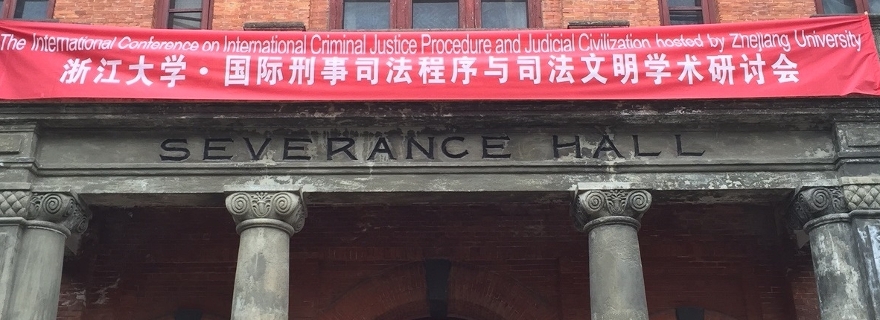 The International Conference on International Criminal Justice Procedure and Judicial Civilization hosted by Zhejiang University
浙江大学·国际刑事司法程序与司法文明学术研讨会
SEVERANCE HALL